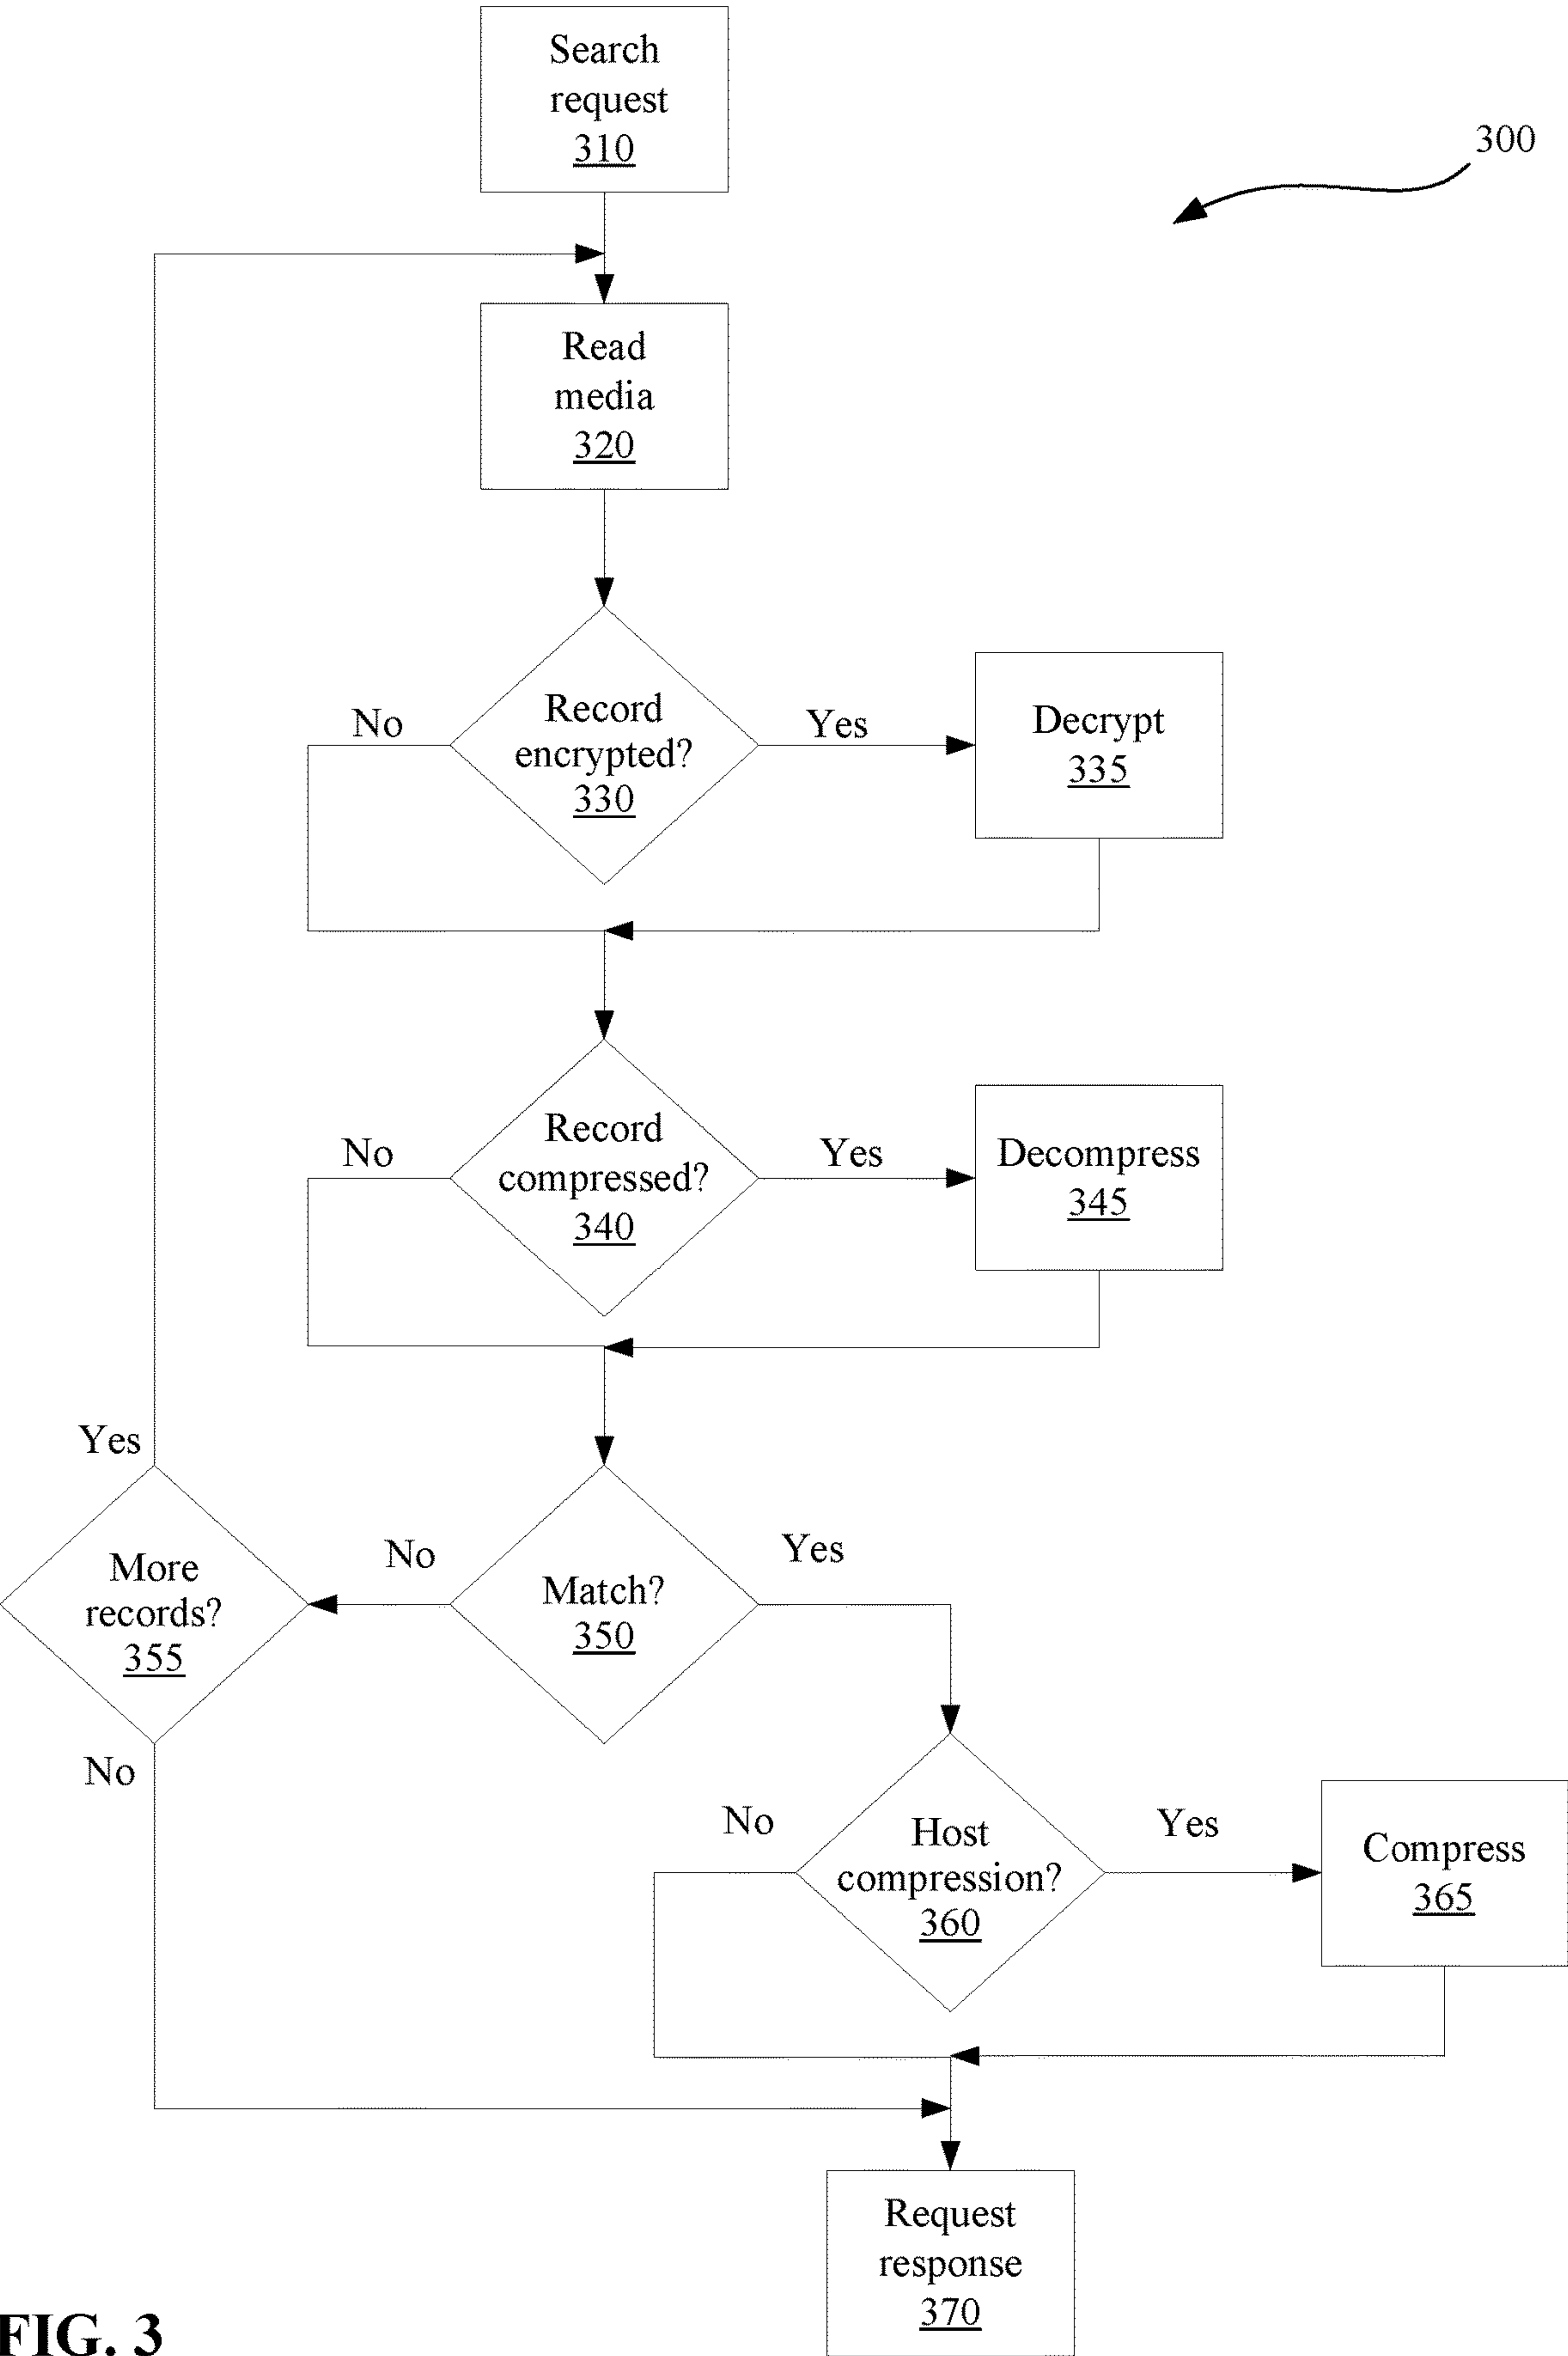 Search
request
310
300
Read
media
320
Record
encrypted?
330
No
Yes
Decrypt
335
Record
compressed?
340
No
Yes
Decompress
345
Yes
More
records?
355
No
No
Match?
350
Yes
Host
compression?
360
No
Yes
Compress
365
Request
response
370
FIG. 3